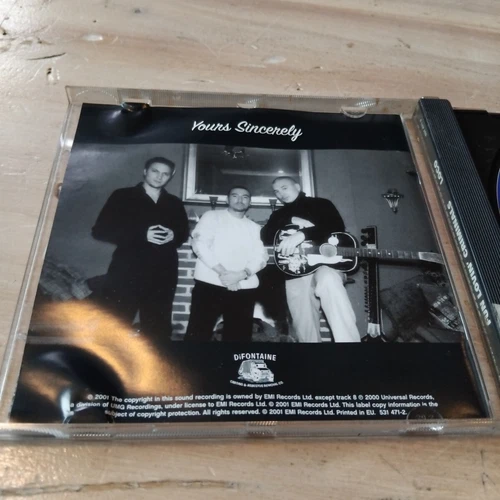 Yours Sincerely
DiFONTAINE
℗ 2001 The copyright in this sound recording is owned by EMI Records Ltd. except track 8 ℗ 2000 Universal Records,
a division of UMG Recordings, under license to EMI Records Ltd. © 2001 EMI Records Ltd. This label copy information is the
subject of copyright protection. All rights reserved. © 2001 EMI Records Ltd. Printed in EU. 531 471-2
FUN LOVIN' CRIMINALS